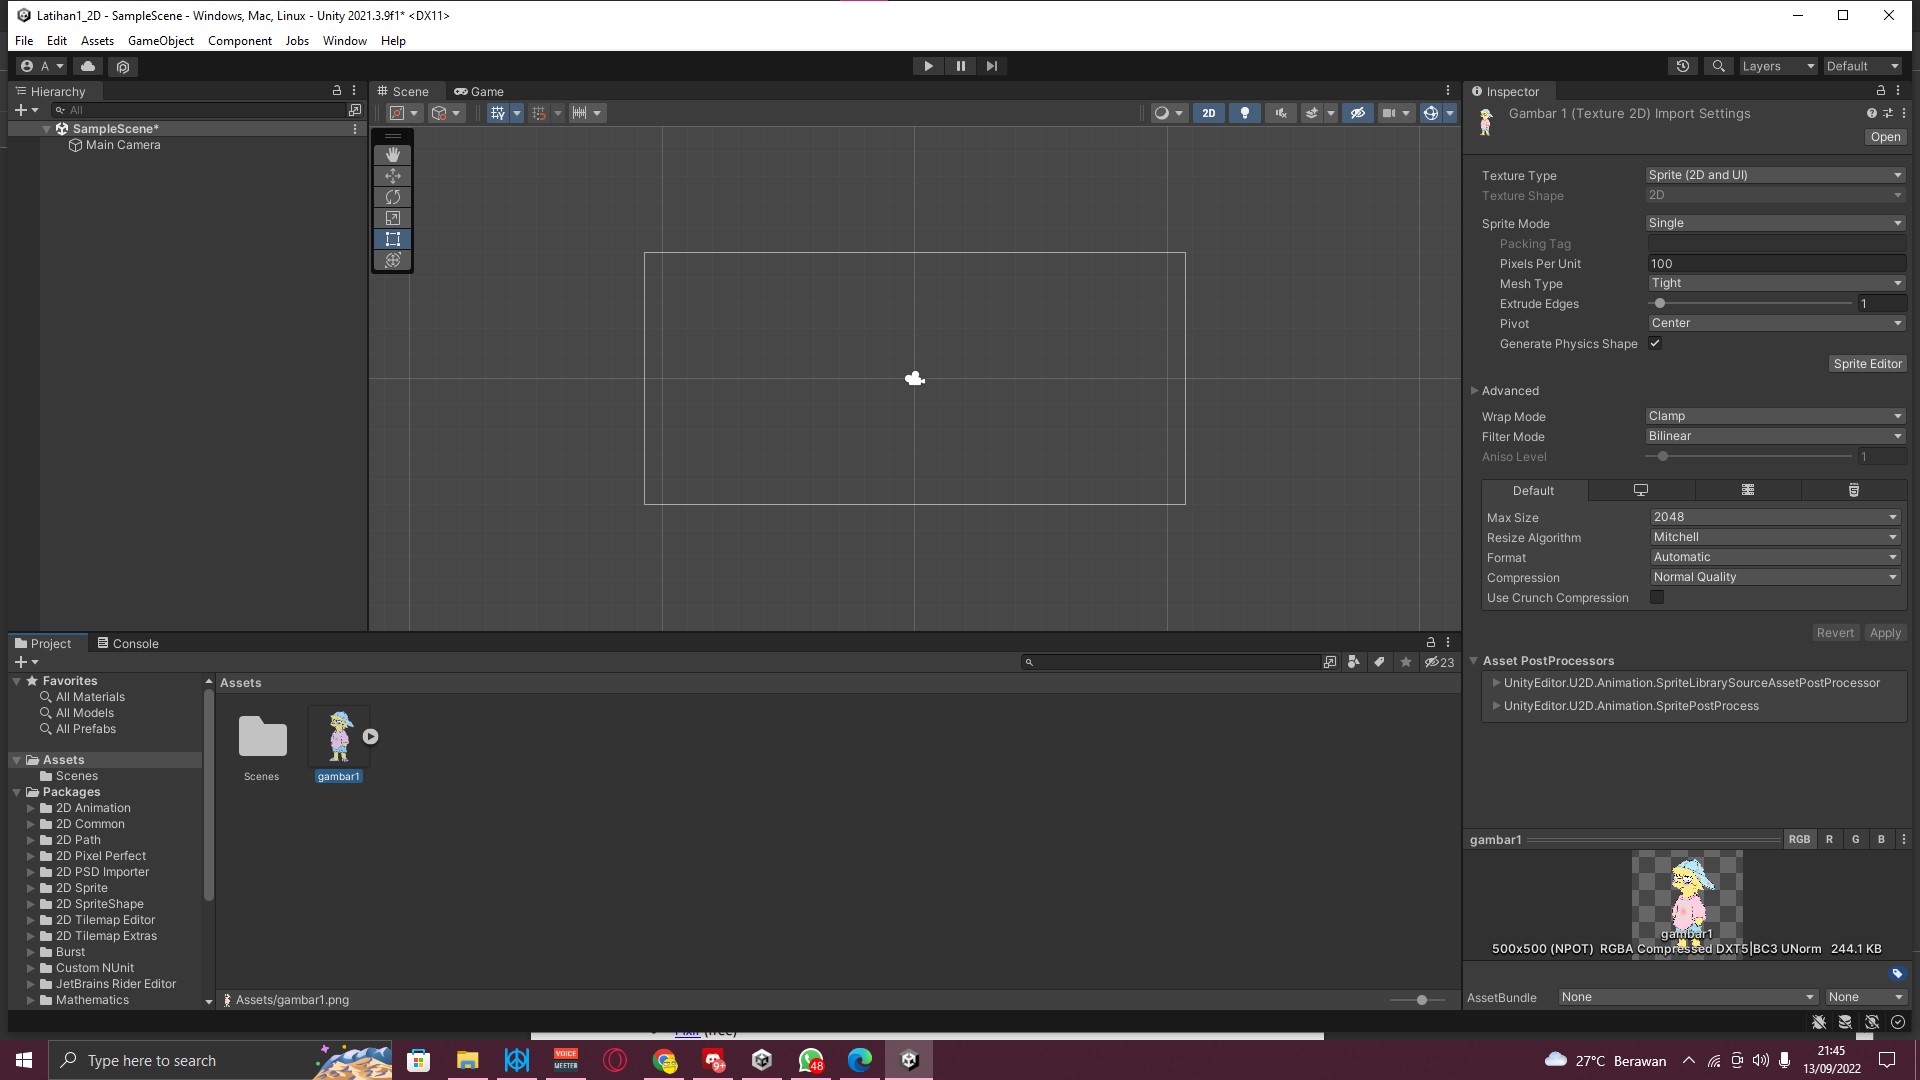 Latihan1_2D - SampleScene - Windows, Mac, Linux - Unity 2021.3.9f1* <DX11>
File Edit Assets GameObject Component Jobs Window Help
A
Layers Default
Hierarchy
All
SampleScene*
Main Camera
Scene Game
2D
Inspector
Gambar 1 (Texture 2D) Import Settings
Open
Texture Type Sprite (2D and UI)
Texture Shape 2D
Sprite Mode Single
Packing Tag
Pixels Per Unit 100
Mesh Type Tight
Extrude Edges 1
Pivot Center
Generate Physics Shape
Sprite Editor
Advanced
Wrap Mode Clamp
Filter Mode Bilinear
Aniso Level 1
Default
Max Size 2048
Resize Algorithm Mitchell
Format Automatic
Compression Normal Quality
Use Crunch Compression
Revert Apply
Asset PostProcessors
UnityEditor.U2D.Animation.SpriteLibrarySourceAssetPostProcessor
UnityEditor.U2D.Animation.SpritePostProcess
gambar1 RGB R G B
gambar1
500x500 (NPOT) RGBA Compressed DXT5|BC3 UNorm 244.1 KB
AssetBundle None None
Project Console
23
Favorites
All Materials
All Models
All Prefabs
Assets
Scenes
Packages
2D Animation
2D Common
2D Path
2D Pixel Perfect
2D PSD Importer
2D Sprite
2D SpriteShape
2D Tilemap Editor
2D Tilemap Extras
Burst
Custom NUnit
JetBrains Rider Editor
Mathematics
Assets
Scenes
gambar1
Assets/gambar1.png
Type here to search
VOICE
MEETER
9+
48
27°C Berawan
21:45
13/09/2022